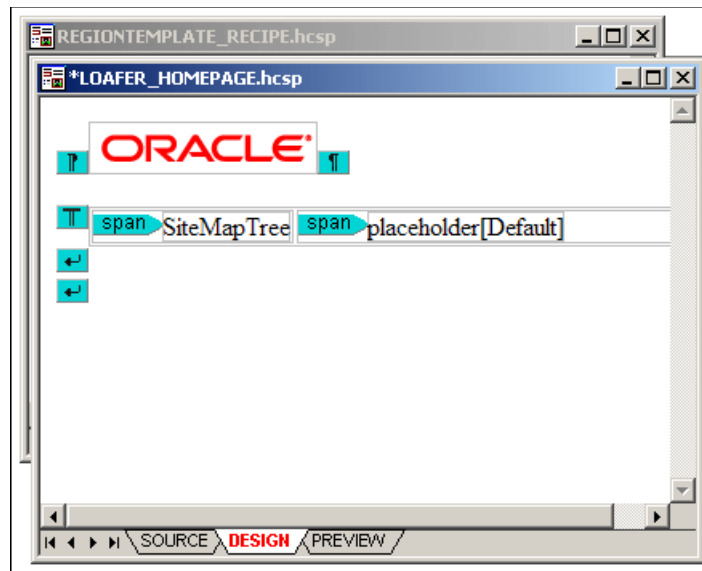 REGIONTEMPLATE_RECIPE.hcsp
*LOAFER_HOMEPAGE.hcsp
ORACLE
span SiteMapTree span placeholder[Default]
SOURCE DESIGN PREVIEW